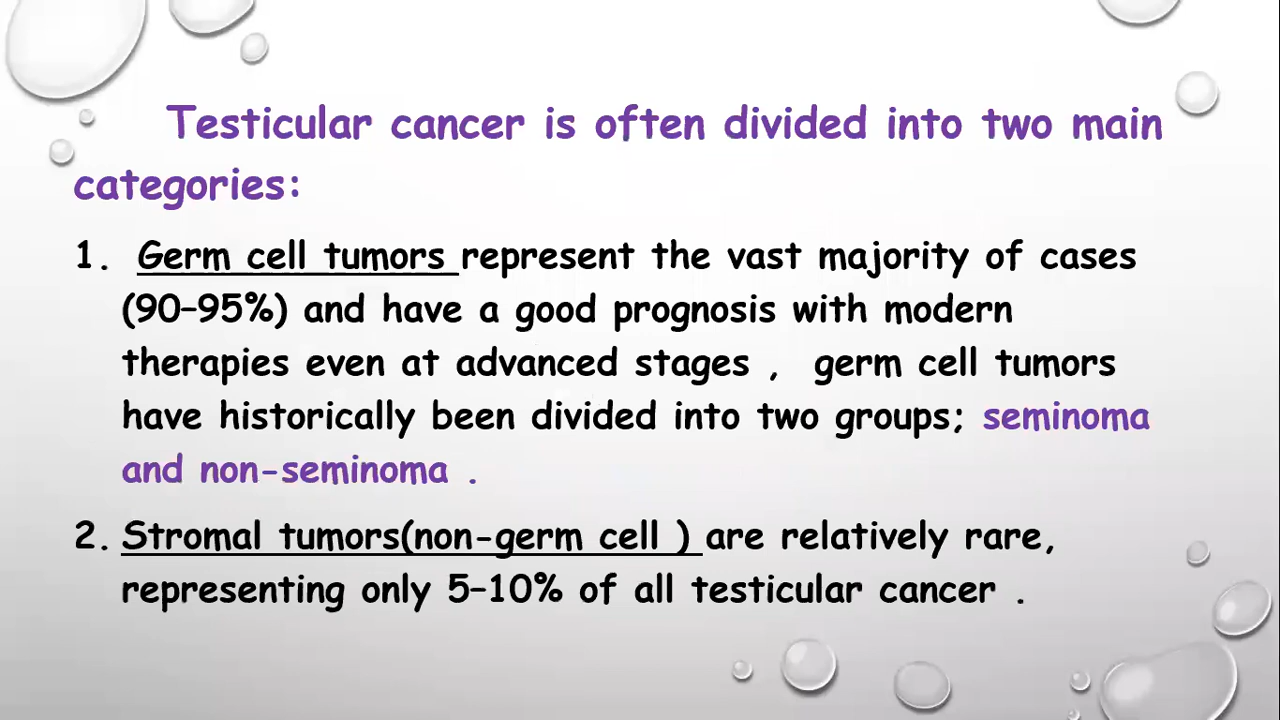 Testicular cancer is often divided into two main
categories:
1. Germ cell tumors represent the vast majority of cases
(90–95%) and have a good prognosis with modern
therapies even at advanced stages , germ cell tumors
have historically been divided into two groups; seminoma
and non-seminoma .
2. Stromal tumors(non-germ cell ) are relatively rare,
representing only 5–10% of all testicular cancer .